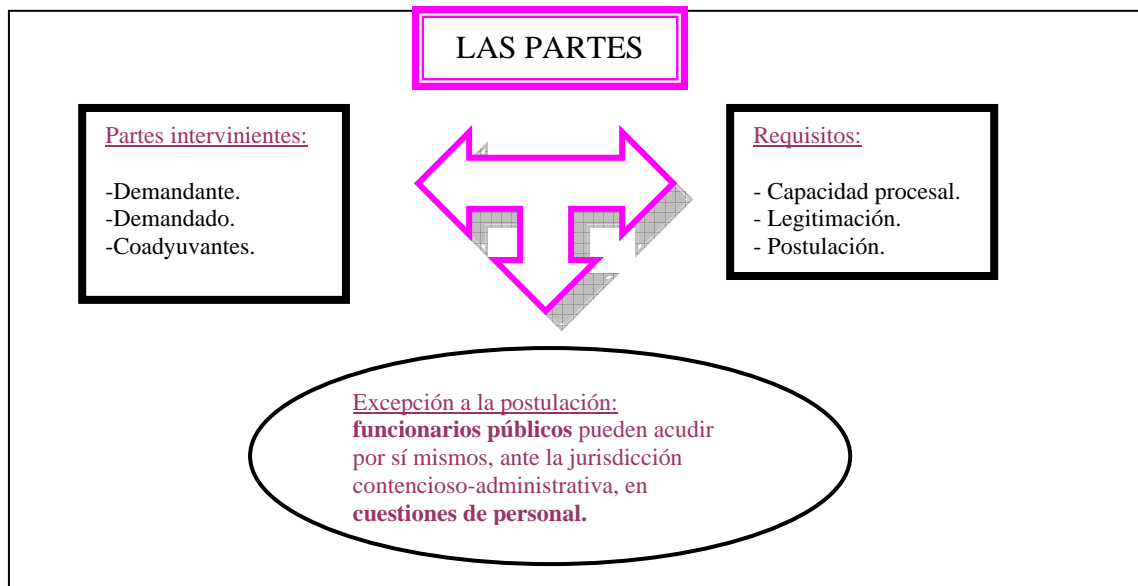 LAS PARTES
Partes intervinientes:
-Demandante.
-Demandado.
-Coadyuvantes.
Requisitos:
- Capacidad procesal.
- Legitimación.
- Postulación.
Excepción a la postulación:
funcionarios públicos pueden acudir
por sí mismos, ante la jurisdicción
contencioso-administrativa, en
cuestiones de personal.